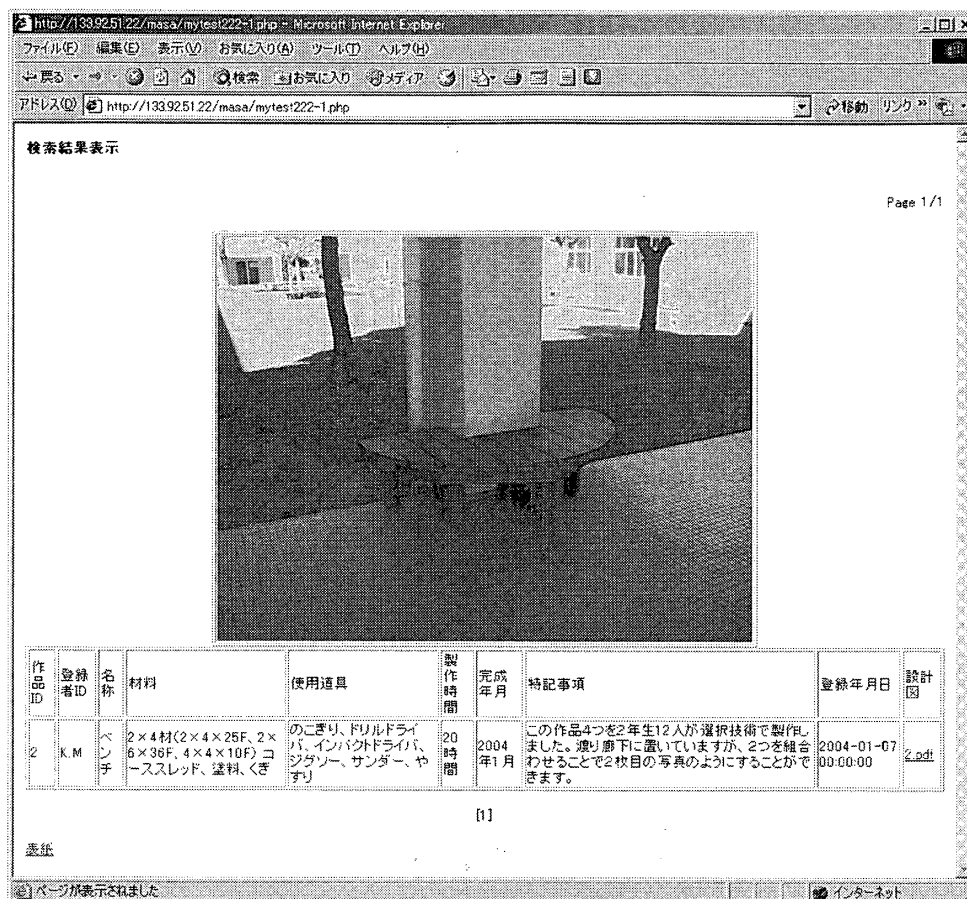 http://133.92.51.22/masa/mytest222-1.php - Microsoft Internet Explorer
ファイル(F) 編集(E) 表示(V) お気に入り(A) ツール(T) ヘルプ(H)
戻る 検索 お気に入り メディア
アドレス(D) http://133.92.51.22/masa/mytest222-1.php 移動 リンク »
検索結果表示
Page 1/1
作品ID
登録者ID
名称
材料
使用道具
製作時間
完成年月
特記事項
登録年月日
設計図
2
K.M
ベンチ
2×4材(2×4×25F、2×
6×36F、4×4×10F) コ
ーススレッド、塗料、くぎ
のこぎり、ドリルドライ
バ、インパクトドライバ、
ジグソー、サンダー、や
すり
20時間
2004
年1月
この作品4つを2年生12人が選択技術で製作し
ました。渡り廊下に置いていますが、2つを組合
わせることで2枚目の写真のようにすることがで
きます。
2004-01-07
00:00:00
2.pdf
[1]
表紙
ページが表示されました インターネット